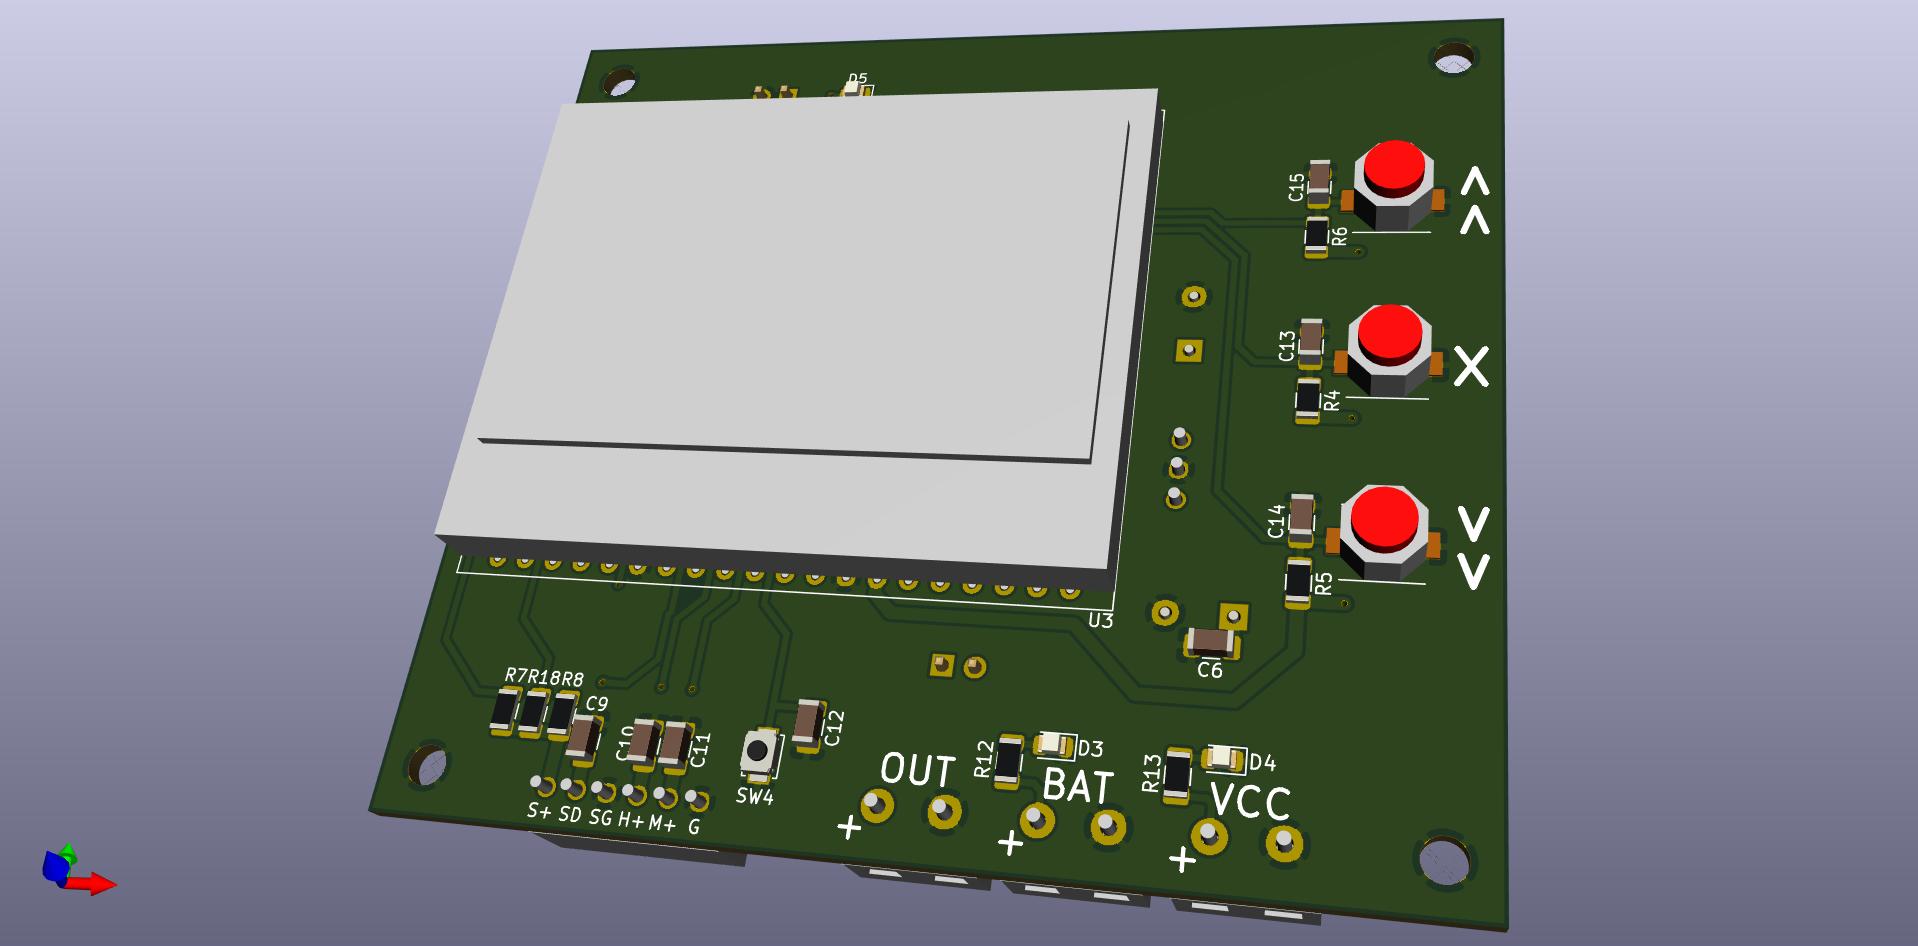 D5
C15
^
^
R6
C13
X
R4
C14
V
V
R5
U3
C6
R7R18R8
C9
C10
C11
C12
SW4
OUT
R12
D3
BAT
R13
D4
VCC
S+ SD SG H+ M+ G
+
+
+